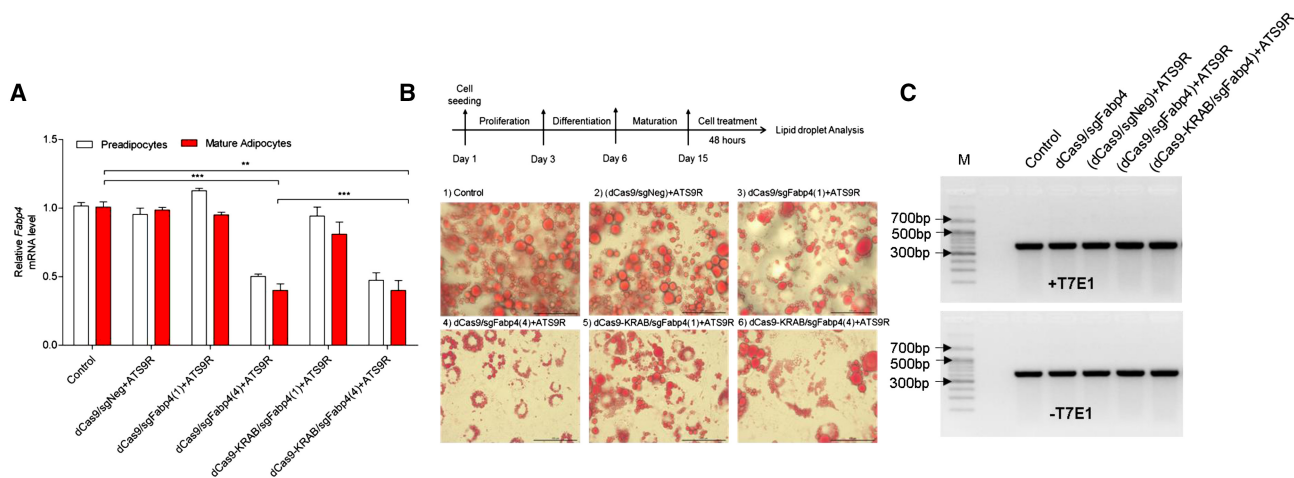 A
Relative Fabp4
mRNA level
1.5
1.0
0.5
0.0
Preadipocytes
Mature Adipocytes
**
***
***
Control
dCas9/sgNeg+ATS9R
dCas9/sgFabp4(1)+ATS9R
dCas9/sgFabp4(4)+ATS9R
dCas9-KRAB/sgFabp4(1)+ATS9R
dCas9-KRAB/sgFabp4(4)+ATS9R
B
Cell
seeding
Proliferation
Differentiation
Maturation
Cell treatment
48 hours
Lipid droplet Analysis
Day 1
Day 3
Day 6
Day 15
1) Control
2) (dCas9/sgNeg)+ATS9R
3) dCas9/sgFabp4(1)+ATS9R
4) dCas9/sgFabp4(4)+ATS9R
5) dCas9-KRAB/sgFabp4(1)+ATS9R
6) dCas9-KRAB/sgFabp4(4)+ATS9R
C
M
Control
dCas9/sgFabp4
(dCas9/sgNeg)+ATS9R
(dCas9/sgFabp4)+ATS9R
(dCas9-KRAB/sgFabp4)+ATS9R
700bp
500bp
300bp
+T7E1
700bp
500bp
300bp
-T7E1